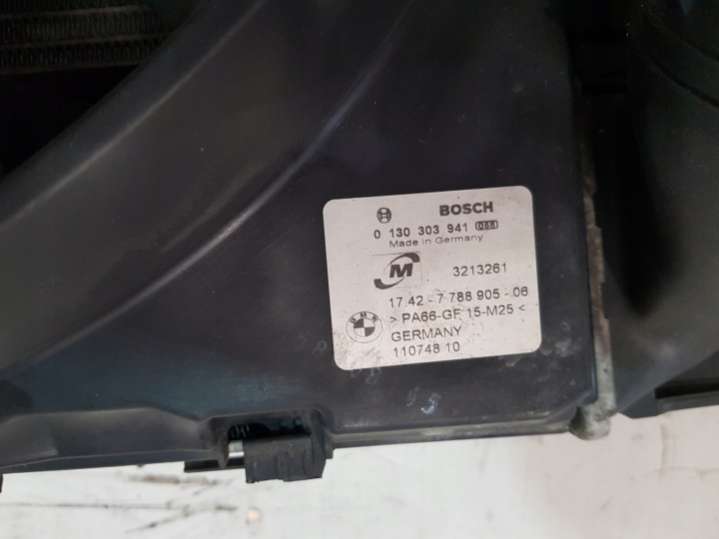 BOSCH
0 130 303 941
Made in Germany
M
3213261
17.42 - 7 788 905 - 06
> PA66-GF 15-M25 <
GERMANY
110748 10